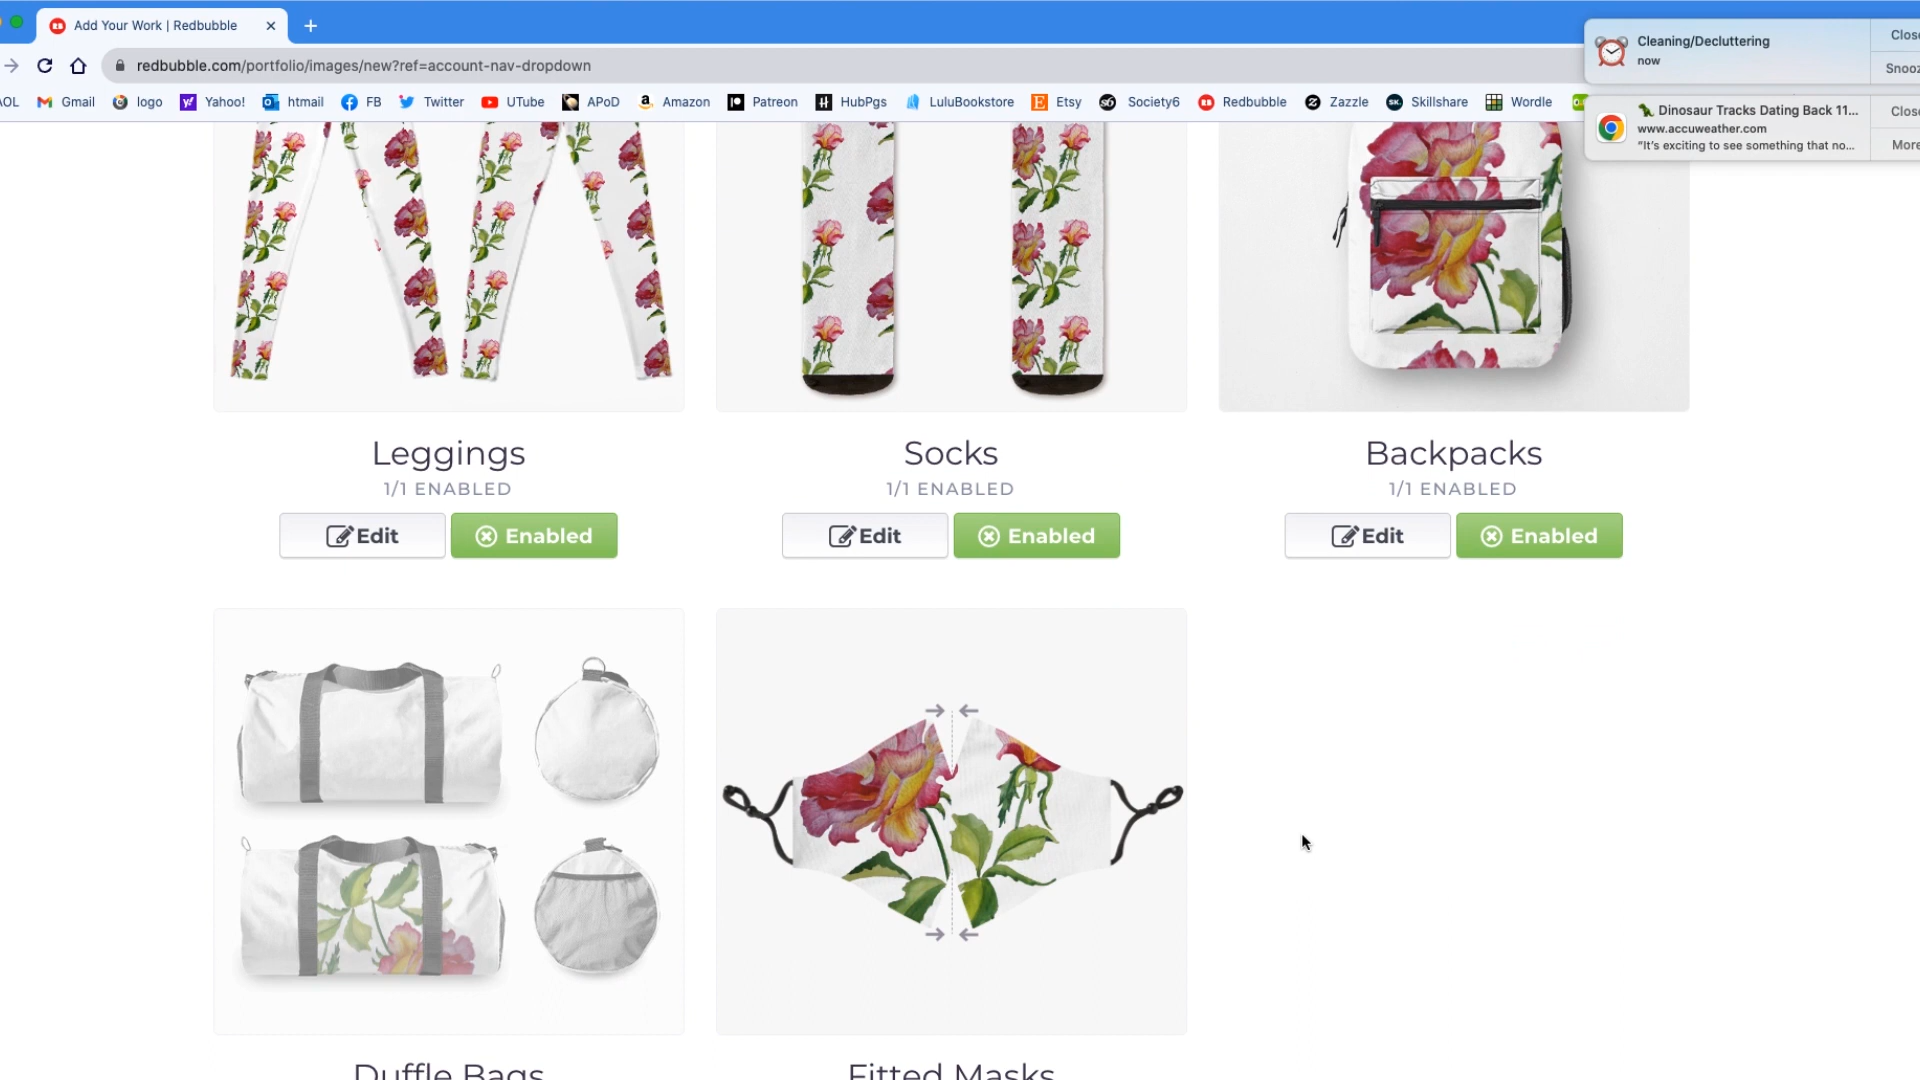 Add Your Work | Redbubble
redbubble.com/portfolio/images/new?ref=account-nav-dropdown
Cleaning/Decluttering
now
Gmail logo Yahoo! htmail FB Twitter UTube APoD Amazon Patreon HubPgs LuluBookstore Etsy Society6 Redbubble Zazzle Skillshare Wordle
Dinosaur Tracks Dating Back 11...
www.accuweather.com
"It's exciting to see something that no...
More
Leggings Socks Backpacks
1/1 ENABLED 1/1 ENABLED 1/1 ENABLED
Edit Enabled Edit Enabled Edit Enabled
Duffle Bags Fitted Masks